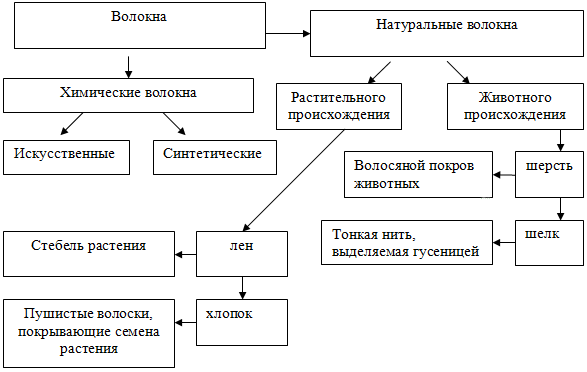 Волокна
Натуральные волокна
Химические волокна
Растительного
происхождения
Животного
происхождения
Искусственные
Синтетические
Волосяной покров
животных
шерсть
Стебель растения
лен
Тонкая нить,
выделяемая гусеницей
шелк
Пушистые волоски,
покрывающие семена
растения
хлопок